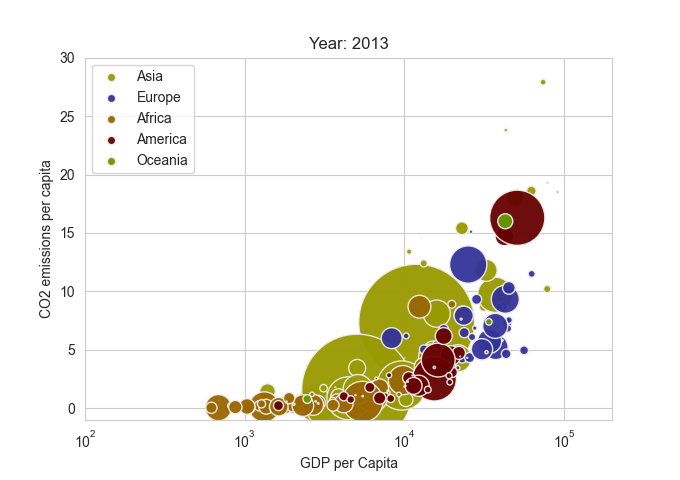 Year: 2013
30
25
20
15
10
5
0
CO2 emissions per capita
Asia
Europe
Africa
America
Oceania
10²
10³
10⁴
10⁵
GDP per Capita